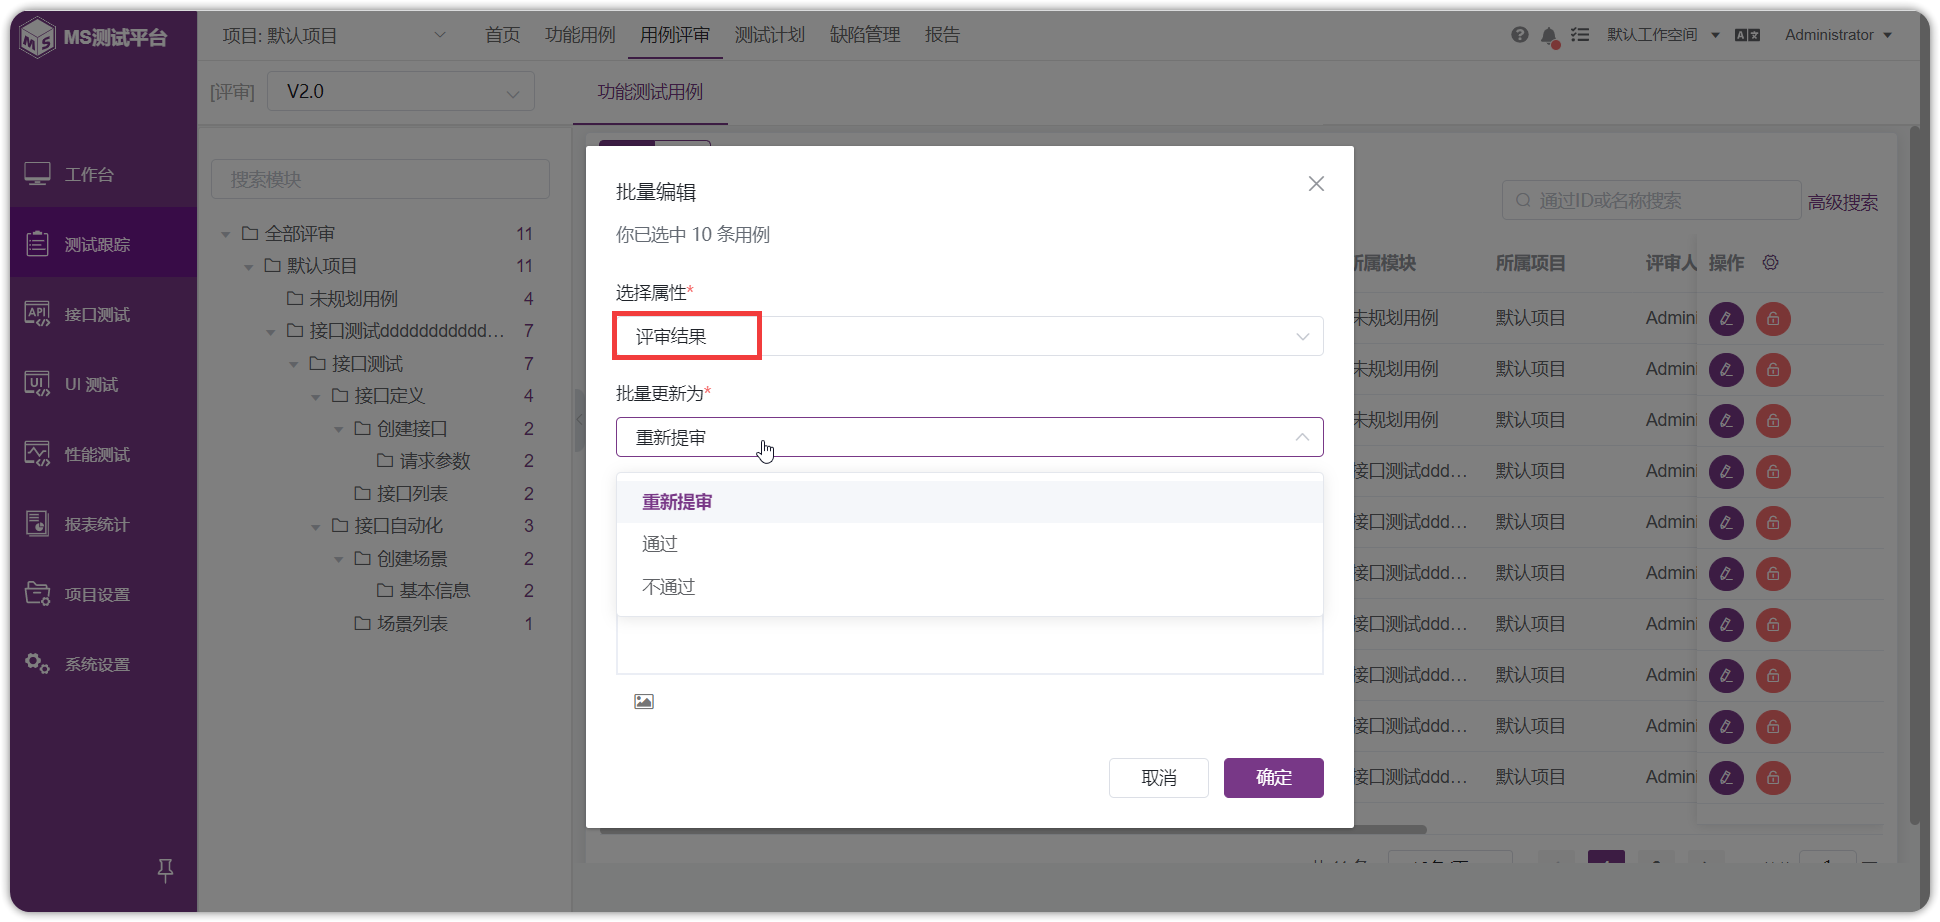 MS测试平台
项目: 默认项目
首页
功能用例
用例评审
测试计划
缺陷管理
报告
默认工作空间
Administrator
[评审]
V2.0
功能测试用例
工作台
测试跟踪
接口测试
UI 测试
性能测试
报表统计
项目设置
系统设置
搜索模块
全部评审 11
默认项目 11
未规划用例 4
接口测试ddddddddddd... 7
接口测试 7
接口定义 4
创建接口 2
请求参数 2
接口列表 2
接口自动化 3
创建场景 2
基本信息 2
场景列表 1
批量编辑
你已选中 10 条用例
选择属性*
评审结果
批量更新为*
重新提审
重新提审
通过
不通过
取消
确定
通过ID或名称搜索
高级搜索
所属模块 所属项目 评审人 操作
未规划用例 默认项目 Admini
未规划用例 默认项目 Admini
未规划用例 默认项目 Admini
接口测试ddd... 默认项目 Admini
接口测试ddd... 默认项目 Admini
接口测试ddd... 默认项目 Admini
接口测试ddd... 默认项目 Admini
接口测试ddd... 默认项目 Admini
接口测试ddd... 默认项目 Admini
接口测试ddd... 默认项目 Admini